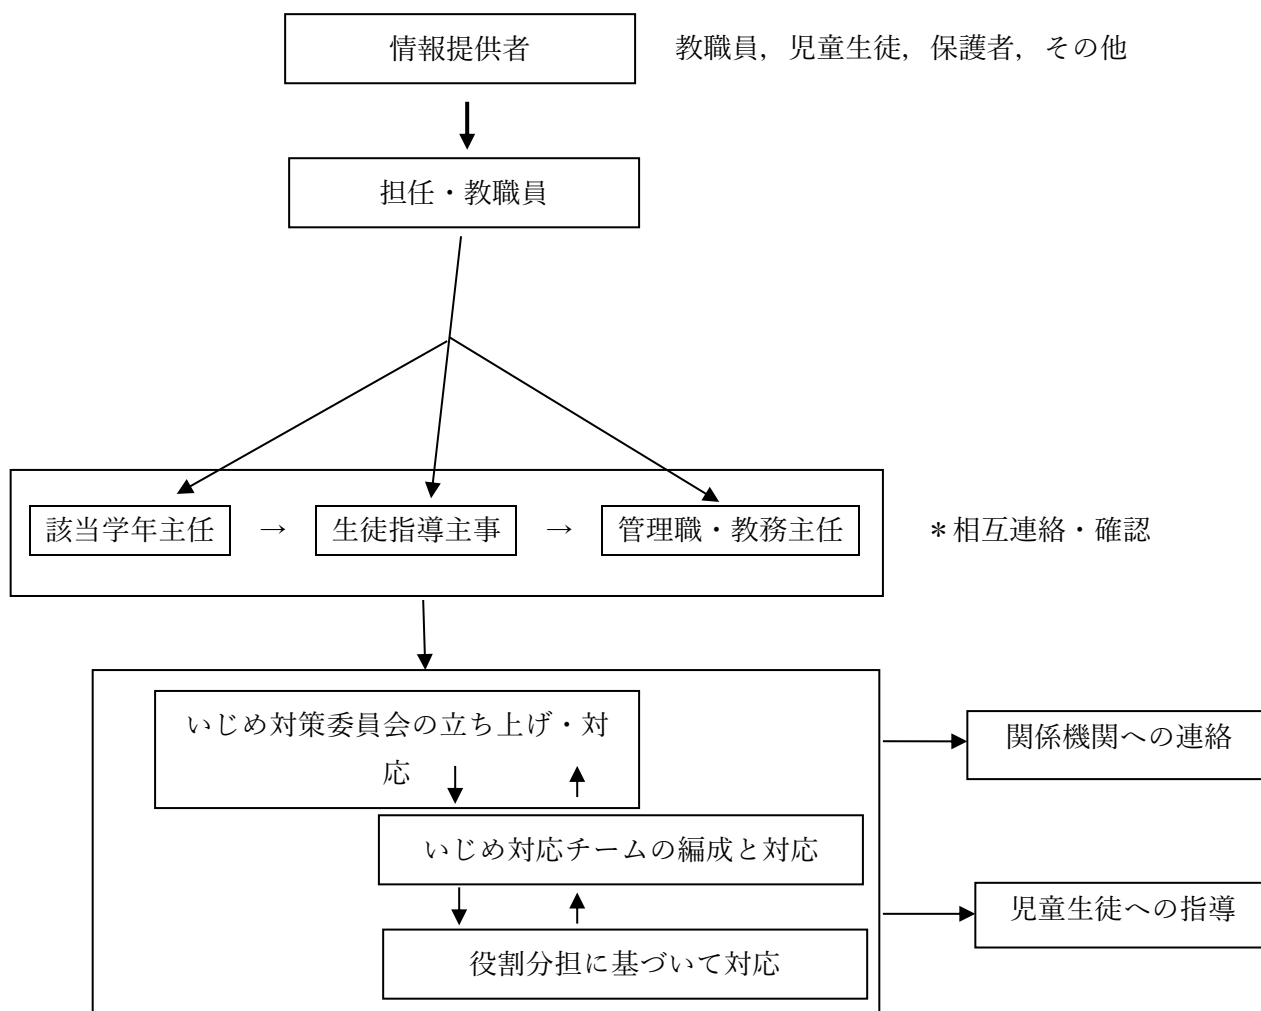 情報提供者
教職員，児童生徒，保護者，その他
担任・教職員
該当学年主任 → 生徒指導主事 → 管理職・教務主任
＊相互連絡・確認
いじめ対策委員会の立ち上げ・対
応
関係機関への連絡
いじめ対応チームの編成と対応
児童生徒への指導
役割分担に基づいて対応